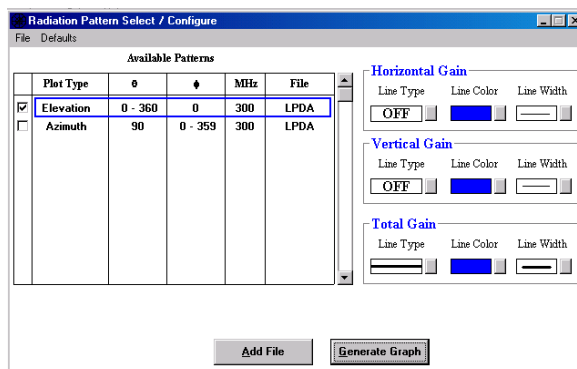 Radiation Pattern Select / Configure
File Defaults
Available Patterns
Plot Type θ ϕ MHz File
Elevation 0 - 360 0 300 LPDA
Azimuth 90 0 - 359 300 LPDA
Horizontal Gain
Line Type Line Color Line Width
OFF
Vertical Gain
Line Type Line Color Line Width
OFF
Total Gain
Line Type Line Color Line Width
Add File Generate Graph